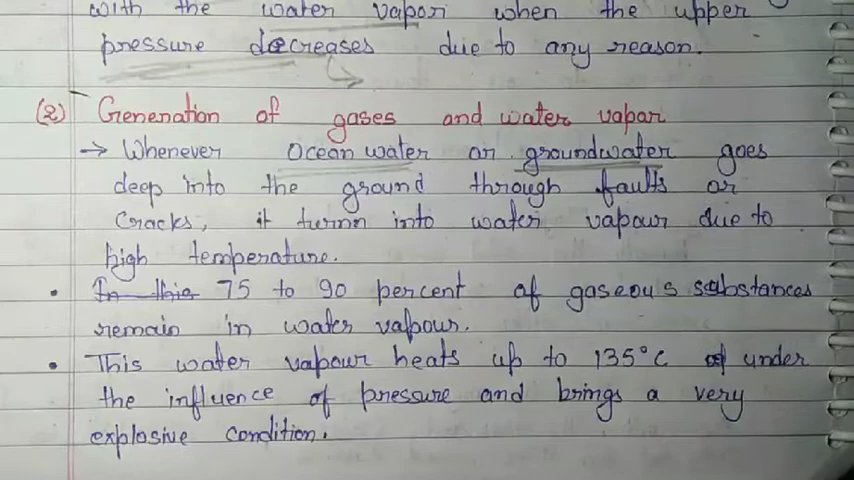 with the water vapor when the upper
pressure decreases due to any reason.
(2) Generation of gases and water vapor
→ Whenever ocean water or groundwater goes
deep into the ground through faults or
cracks, it turnn into water vapour due to
high temperature.
• In this 75 to 90 percent of gaseous substances
remain in water vapour.
• This water vapour heats up to 135°C of under
the influence of pressure and brings a very
explosive condition.